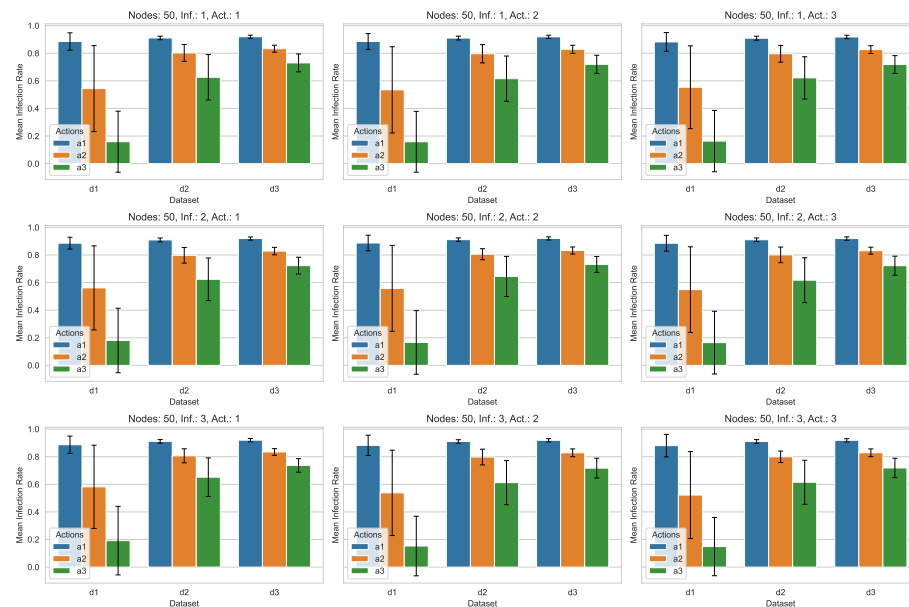 Nodes: 50, Inf.: 1, Act.: 1
Nodes: 50, Inf.: 1, Act.: 2
Nodes: 50, Inf.: 1, Act.: 3
Mean Infection Rate
1.0
0.8
0.6
0.4
0.2
0.0
Actions
a1
a2
a3
d1
d2
d3
Dataset
Mean Infection Rate
Actions
a1
a2
a3
d1
d2
d3
Dataset
Mean Infection Rate
Actions
a1
a2
a3
d1
d2
d3
Dataset
Nodes: 50, Inf.: 2, Act.: 1
Nodes: 50, Inf.: 2, Act.: 2
Nodes: 50, Inf.: 2, Act.: 3
Mean Infection Rate
1.0
0.8
0.6
0.4
0.2
0.0
Actions
a1
a2
a3
d1
d2
d3
Dataset
Mean Infection Rate
Actions
a1
a2
a3
d1
d2
d3
Dataset
Mean Infection Rate
Actions
a1
a2
a3
d1
d2
d3
Dataset
Nodes: 50, Inf.: 3, Act.: 1
Nodes: 50, Inf.: 3, Act.: 2
Nodes: 50, Inf.: 3, Act.: 3
Mean Infection Rate
1.0
0.8
0.6
0.4
0.2
0.0
Actions
a1
a2
a3
d1
d2
d3
Dataset
Mean Infection Rate
Actions
a1
a2
a3
d1
d2
d3
Dataset
Mean Infection Rate
Actions
a1
a2
a3
d1
d2
d3
Dataset